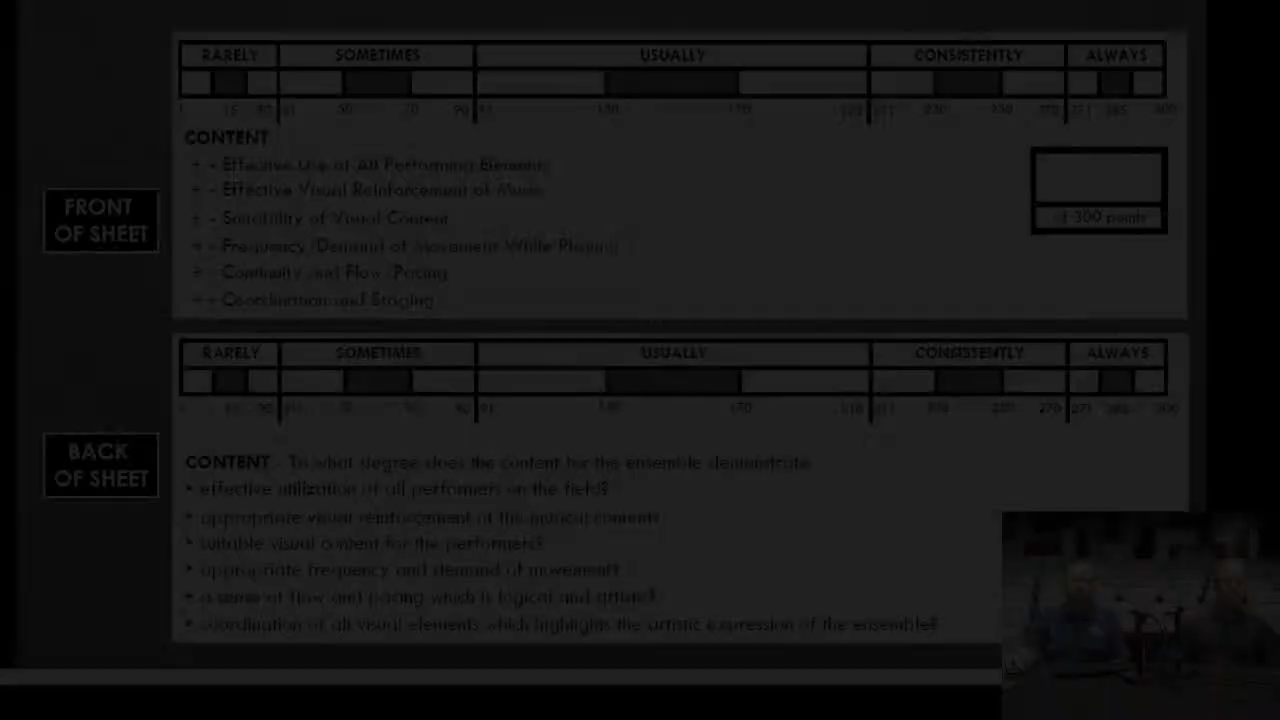 RARELY SOMETIMES USUALLY CONSISTENTLY ALWAYS
CONTENT
+ - Effective Use of All Performing Elements
+ - Effective Visual Reinforcement of Music
+ - Suitability of Visual Content
+ - Frequency/Demand of Movement While Playing
+ - Continuity and Flow/Pacing
+ - Coordination and Staging
300 points
FRONT
OF SHEET
RARELY SOMETIMES USUALLY CONSISTENTLY ALWAYS
BACK
OF SHEET
CONTENT - To what degree does the content for the ensemble demonstrate
• effective utilization of all performers on the field?
• appropriate visual reinforcement of the musical content?
• suitable visual content for the performers?
• appropriate frequency and demand of movement?
• a sense of flow and pacing which is logical and artistic?
• coordination of all visual elements which highlights the artistic expression of the ensemble?